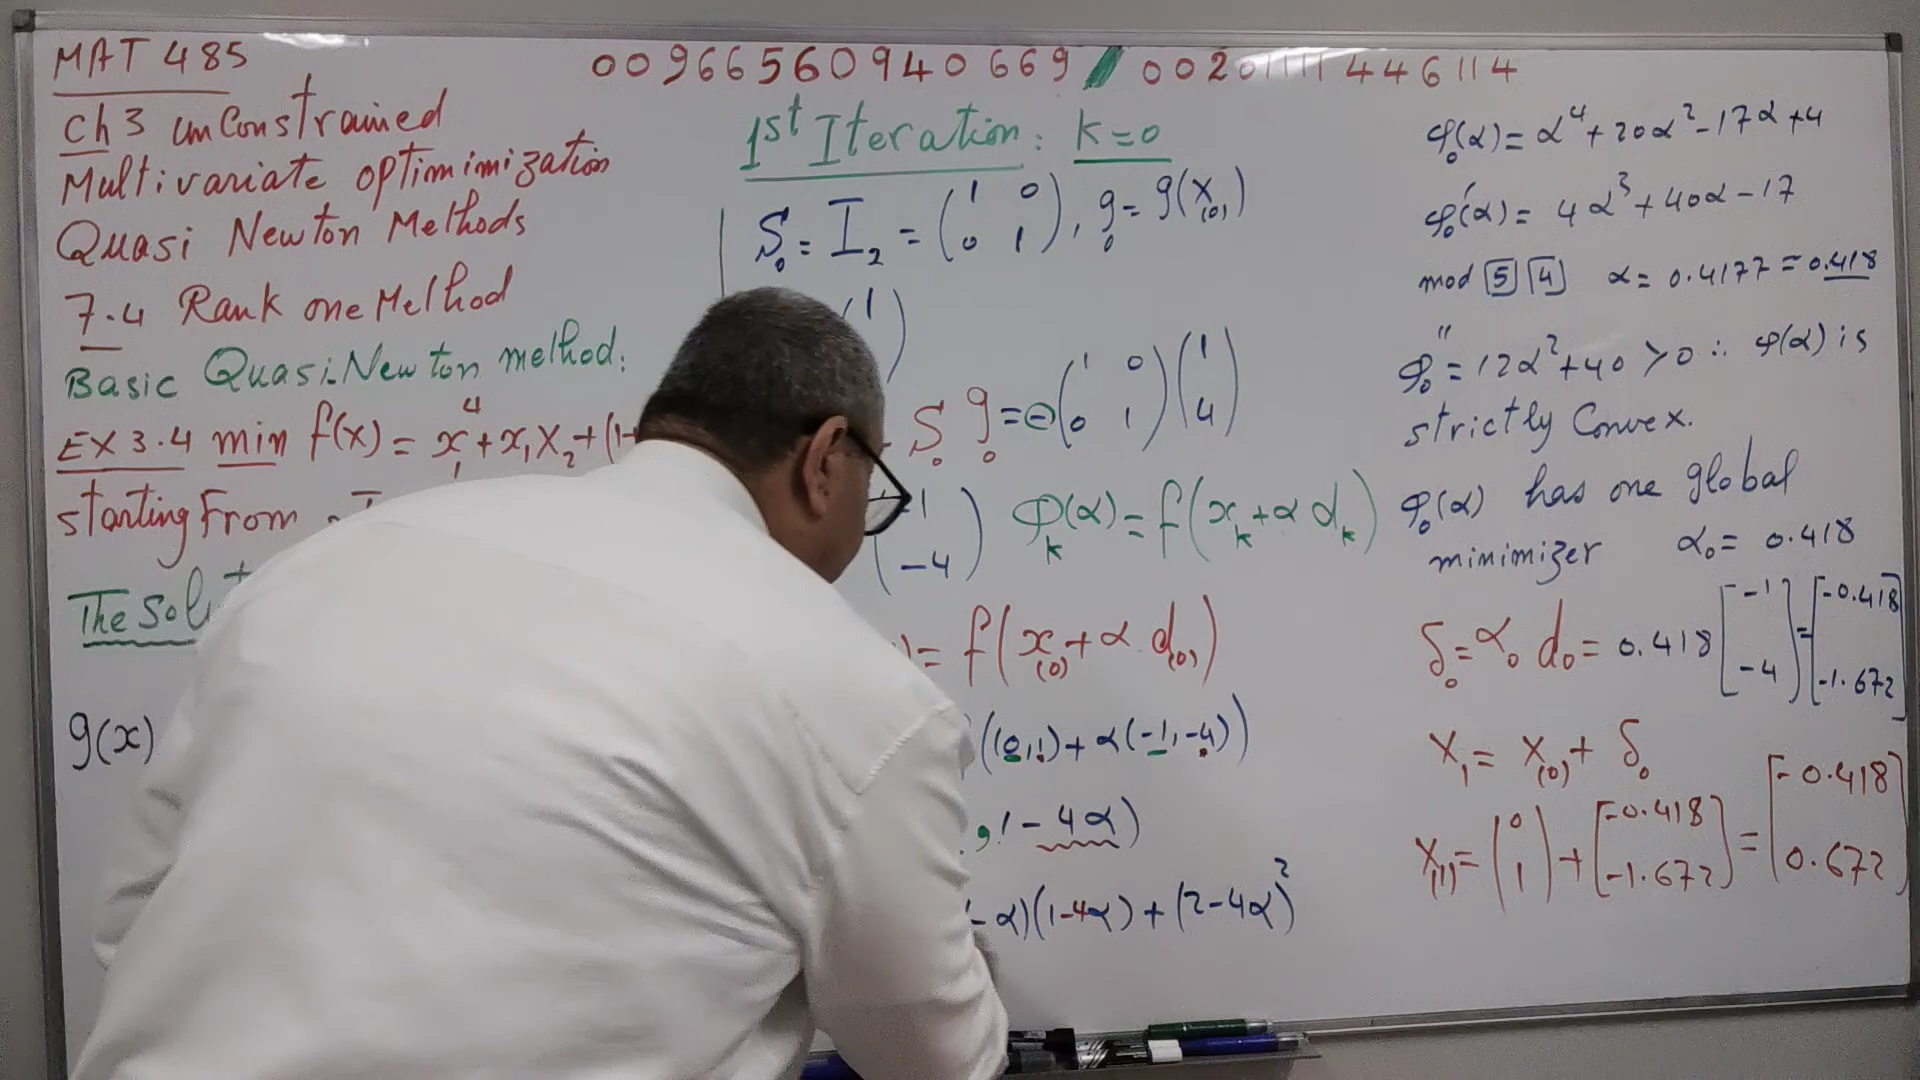 MAT 485
00966560940669 / 00201111446114
Ch 3 unConstrained
Multivariate optimimization
Quasi Newton Methods
7.4 Rank one Method
Basic Quasi-Newton method:
EX 3.4 min f(x) = x₁⁴ + x₁x₂ + (1+
starting From
The Sol
g(x)
1st Iteration: k=0
S₀ = I₂ = (1 0 0 1), g₀ = g(x₍₀₎)
(1
S₀ g₀ = -(1 0 0 1)(1 4)
-1 -4) φₖ(α) = f(xₖ + α dₖ)
) = f(x₍₀₎ + α d₍₀₎)
((0,1) + α(-1,-4))
, 1-4α)
-α)(1-4α) + (2-4α)²
φ₀(α) = α⁴ + 20α² - 17α + 4
φ₀'(α) = 4α³ + 40α - 17
mod 5 4 α = 0.4177 = 0.418
φ₀'' = 12α² + 40 > 0 ∴ φ(α) is
strictly Convex.
φ₀(α) has one global
minimizer α₀ = 0.418
δ₀ = α₀ d₀ = 0.418 [-1 -4] = [-0.418 -1.672]
X₁ = X₍₀₎ + δ₀
X₍₁₎ = (0 1) + [-0.418 -1.672] = [-0.418 0.672]